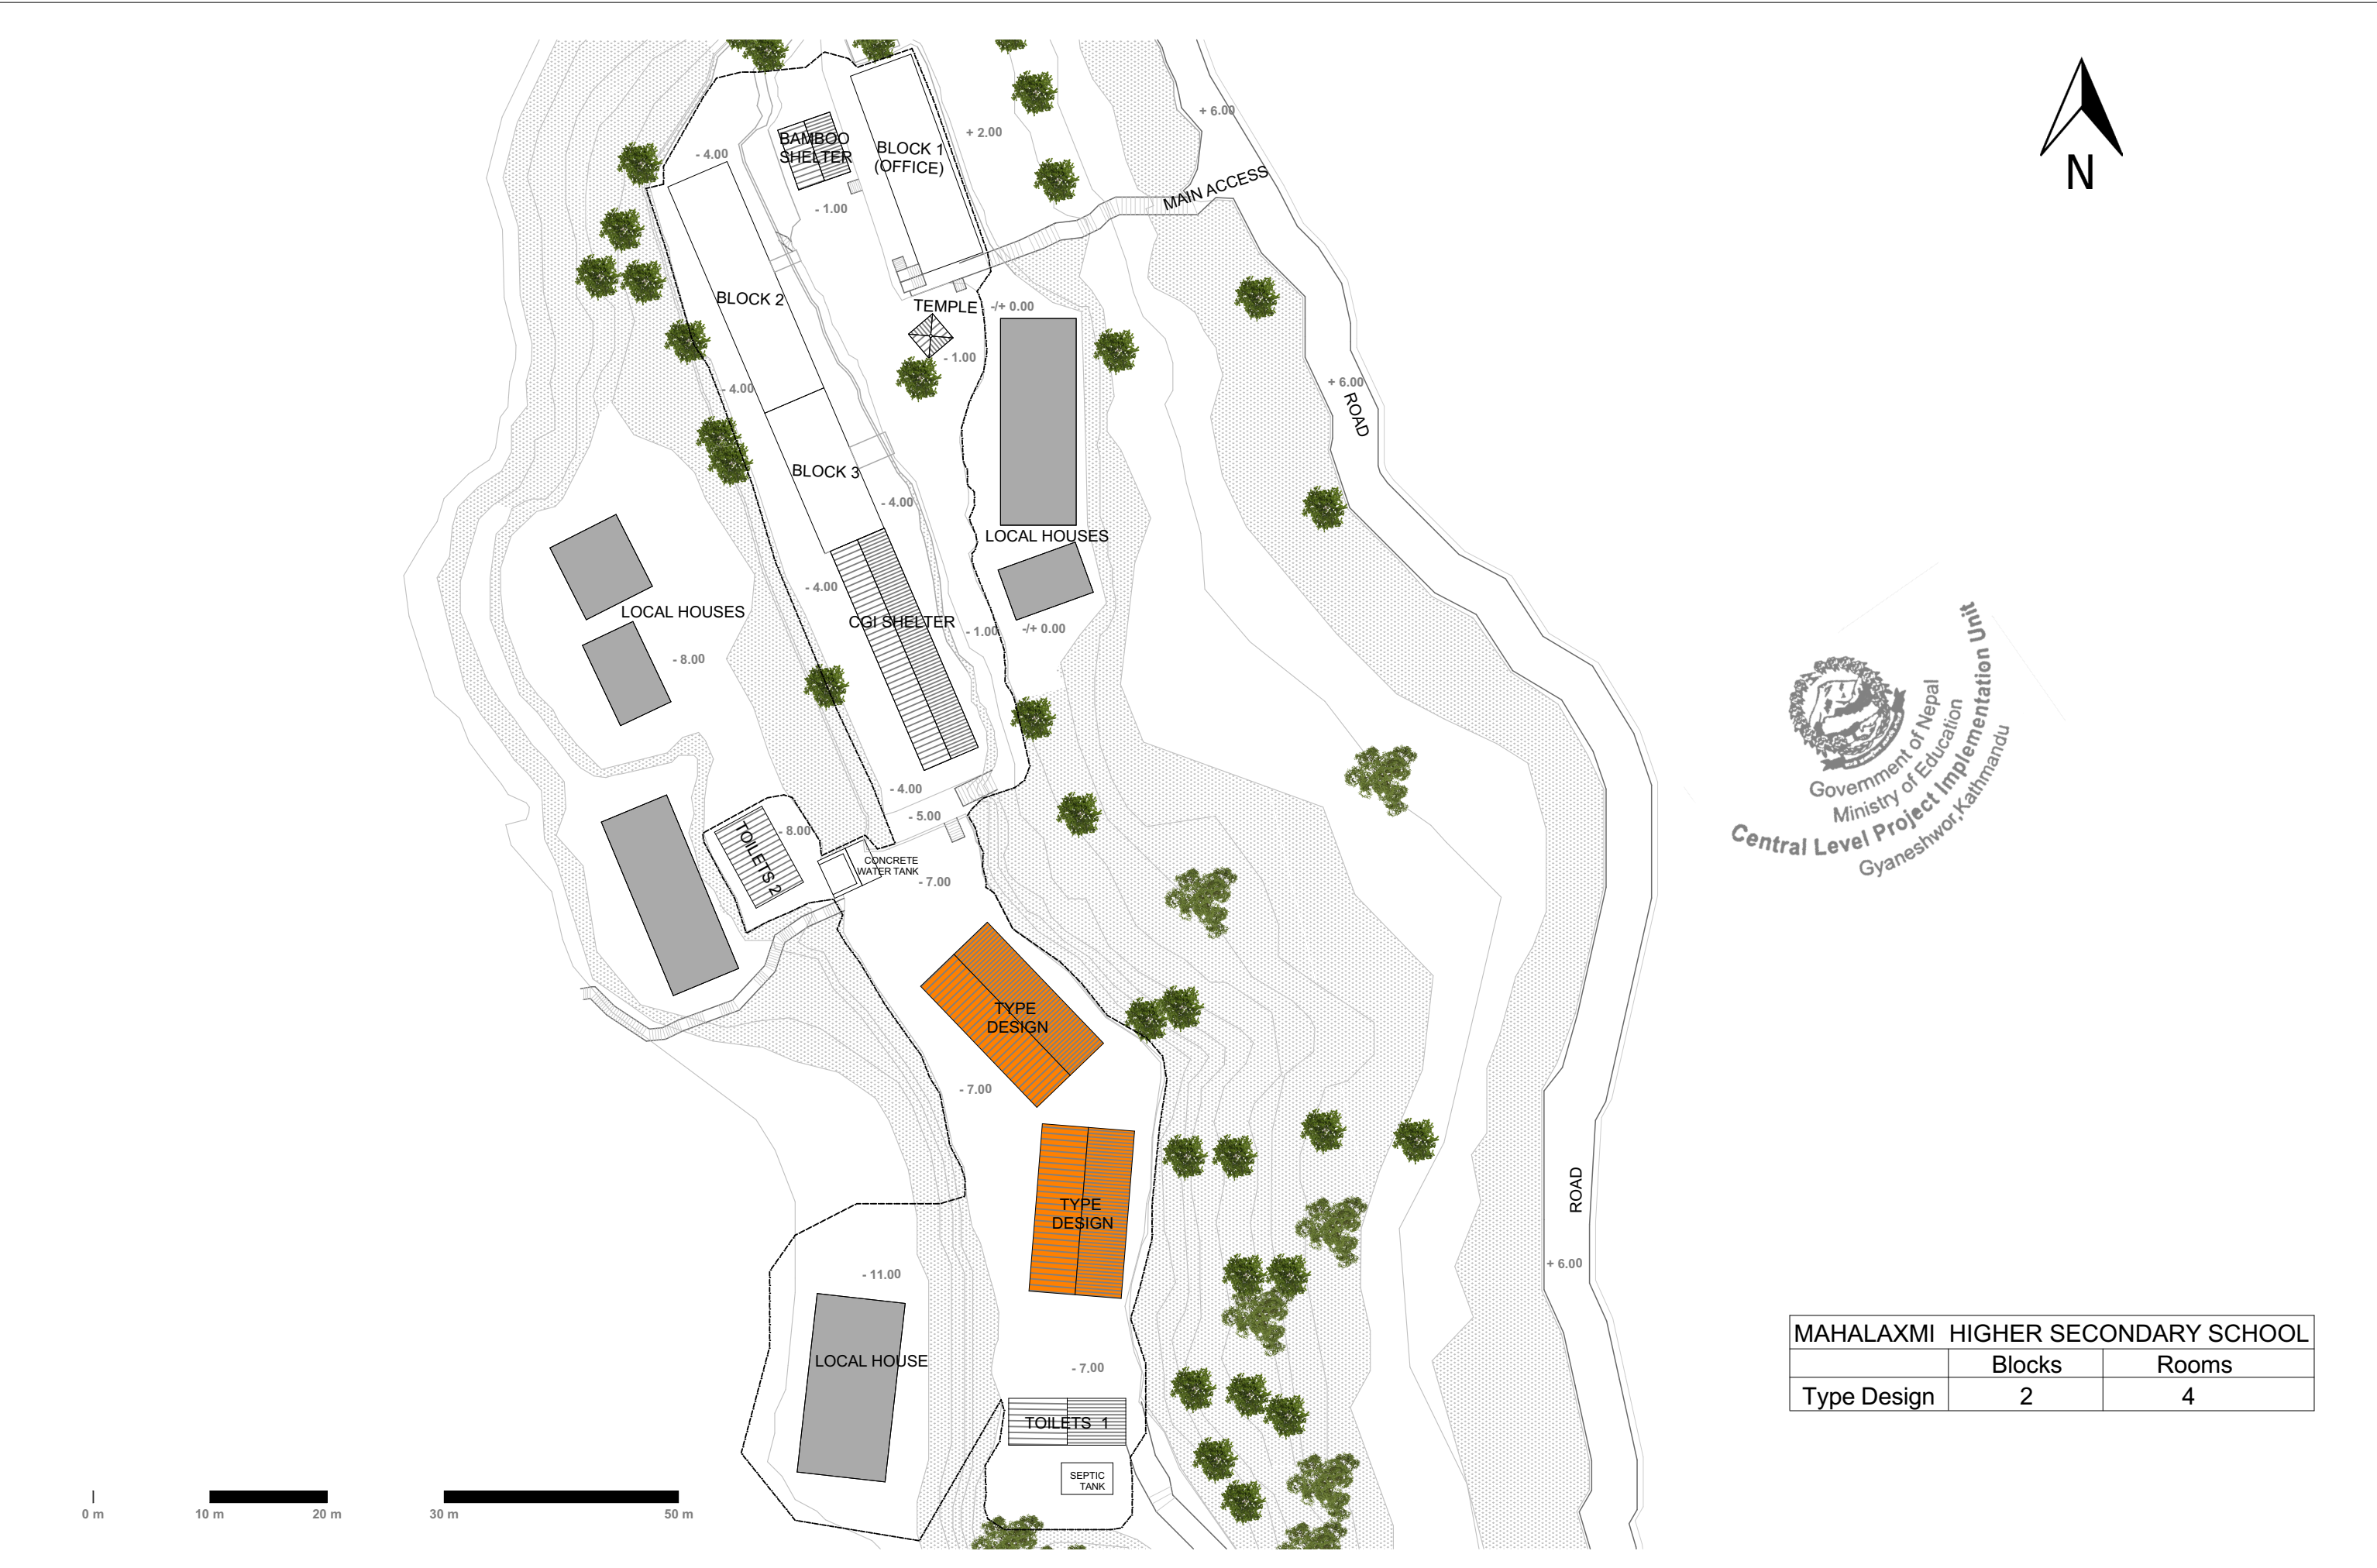 + 6.00
+ 2.00
BAMBOO
SHELTER
BLOCK 1
(OFFICE)
- 4.00
N
MAIN ACCESS
- 1.00
BLOCK 2
TEMPLE
-/+ 0.00
- 1.00
- 4.00
+ 6.00
ROAD
BLOCK 3
- 4.00
LOCAL HOUSES
- 4.00
LOCAL HOUSES
CGI SHELTER
- 1.00
-/+ 0.00
- 8.00
Government of Nepal
Ministry of Education
Central Level Project Implementation Unit
Gyaneshwor,Kathmandu
- 4.00
- 5.00
- 8.00
TOILETS 2
CONCRETE
WATER TANK
- 7.00
TYPE
DESIGN
- 7.00
TYPE
DESIGN
ROAD
+ 6.00
- 11.00
LOCAL HOUSE
- 7.00
TOILETS 1
SEPTIC
TANK
MAHALAXMI HIGHER SECONDARY SCHOOL
Blocks Rooms
Type Design 2 4
0 m 10 m 20 m 30 m 50 m